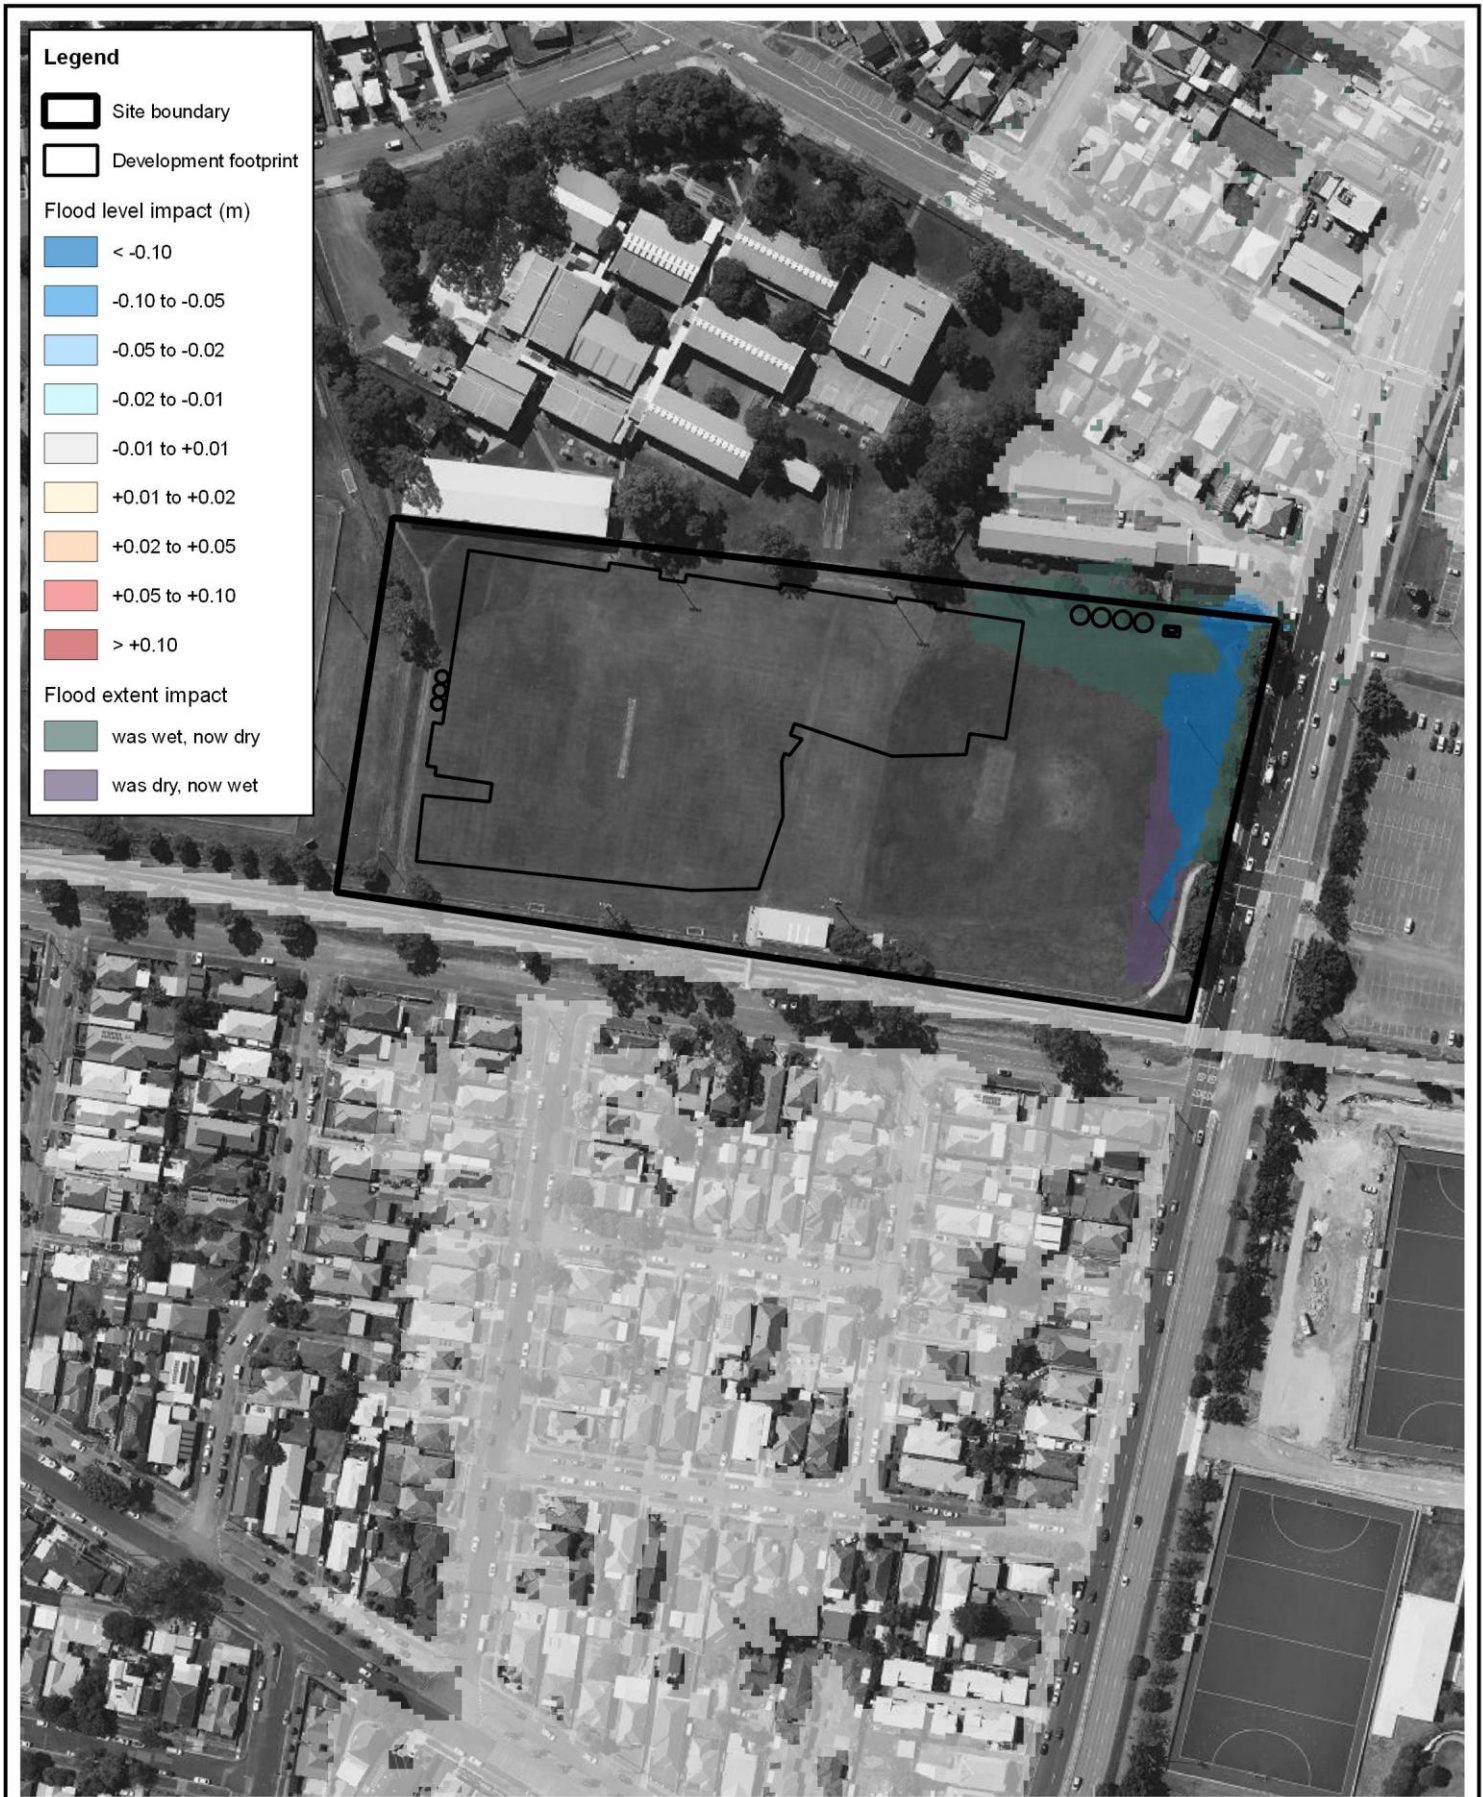 Legend
Site boundary
Development footprint
Flood level impact (m)
< -0.10
-0.10 to -0.05
-0.05 to -0.02
-0.02 to -0.01
-0.01 to +0.01
+0.01 to +0.02
+0.02 to +0.05
+0.05 to +0.10
> +0.10
Flood extent impact
was wet, now dry
was dry, now wet